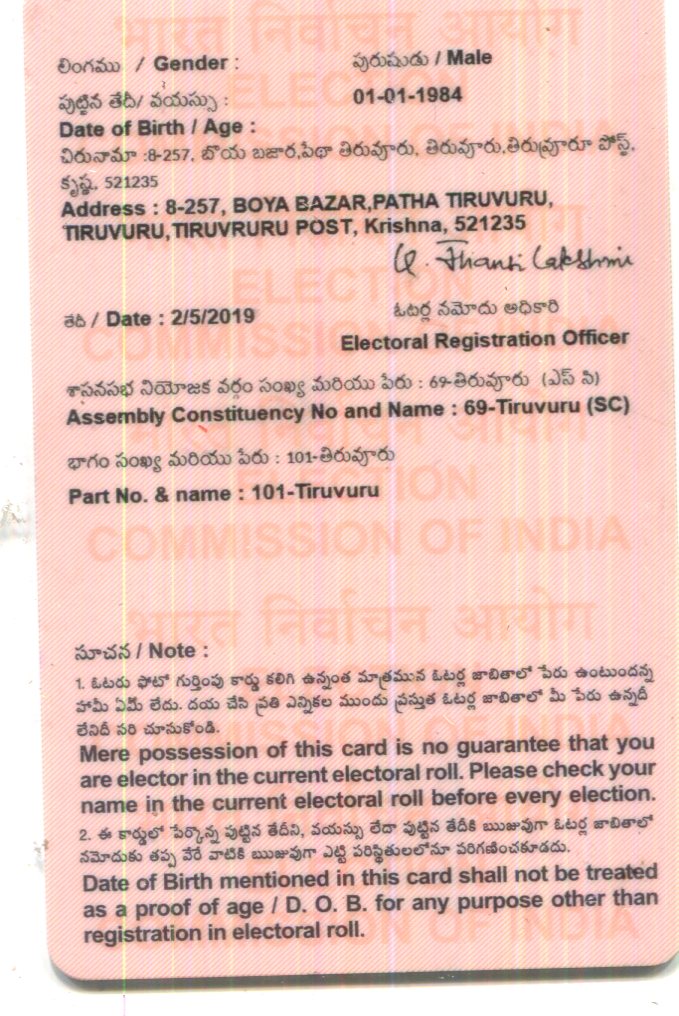 భారత निर्वाचन आयोग
లింగము / Gender : పురుషుడు / Male
పుట్టిన తేదీ/ వయస్సు : 01-01-1984
Date of Birth / Age :
చిరునామా :8-257, బొయ బజార,పేథా తిరువూరు, తిరువూరు,తిరువ్రూరూ పోస్ట్,
కృష్ణ, 521235
Address : 8-257, BOYA BAZAR,PATHA TIRUVURU,
TIRUVURU,TIRUVRURU POST, Krishna, 521235
తేదీ / Date : 2/5/2019
ఓటర్ల నమోదు అధికారి
Electoral Registration Officer
శాసనసభ నియోజక వర్గం సంఖ్య మరియు పేరు : 69-తిరువూరు (ఎస్ సి)
Assembly Constituency No and Name : 69-Tiruvuru (SC)
భాగం సంఖ్య మరియు పేరు : 101-తిరువూరు
Part No. & name : 101-Tiruvuru
ELECTION
COMMISSION OF INDIA
भारत निर्वाचन आयोग
సూచన / Note :
1. ఓటరు ఫోటో గుర్తింపు కార్డు కలిగి ఉన్నంత మాత్రమున ఓటర్ల జాబితాలో పేరు ఉంటుందన్న
హామీ ఏమీ లేదు. దయ చేసి ప్రతి ఎన్నికల ముందు ప్రస్తుత ఓటర్ల జాబితాలో మీ పేరు ఉన్నదీ
లేనిదీ సరి చూసుకోండి.
Mere possession of this card is no guarantee that you
are elector in the current electoral roll. Please check your
name in the current electoral roll before every election.
2. ఈ కార్డులో పేర్కొన్న పుట్టిన తేదీని, వయస్సు లేదా పుట్టిన తేదీకి ఋజువుగా ఓటర్ల జాబితాలో
నమోదుకు తప్ప వేరే వాటికి ఋజువుగా ఎట్టి పరిస్థితులలోనూ పరిగణించకూడదు.
Date of Birth mentioned in this card shall not be treated
as a proof of age / D. O. B. for any purpose other than
registration in electoral roll.